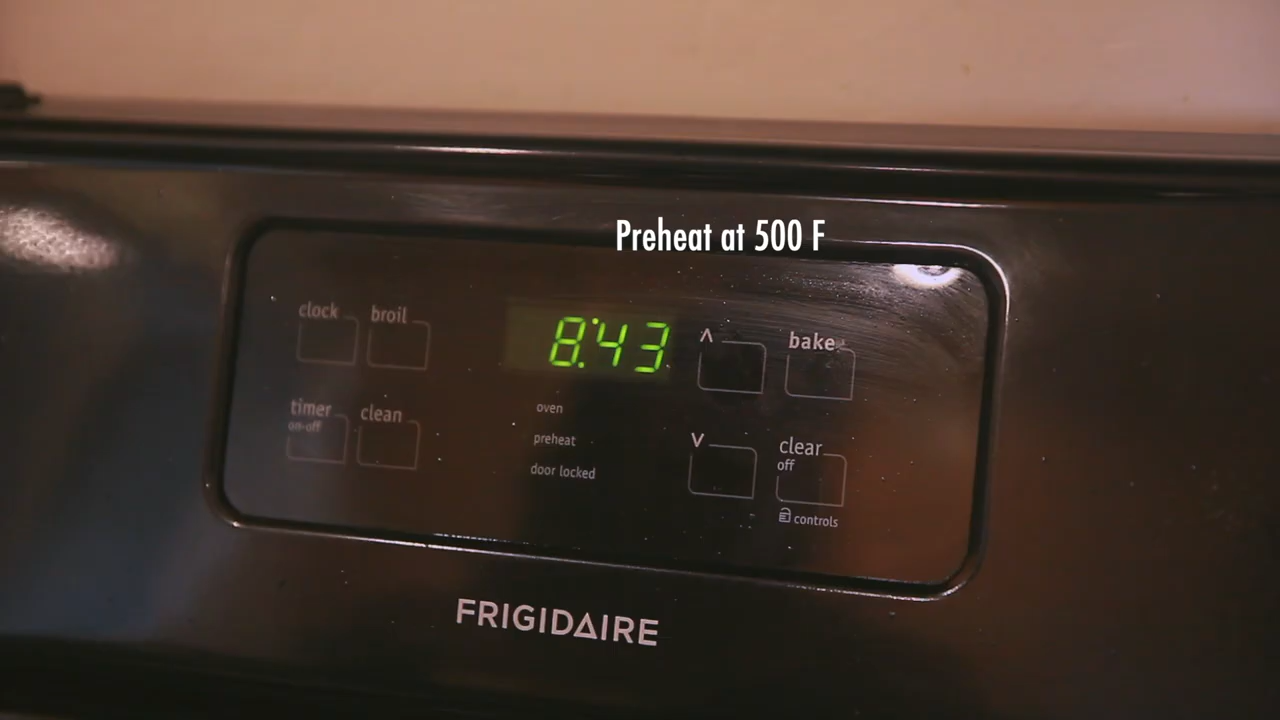 Preheat at 500 F
clock
broil
8:43
^
bake
timer
on-off
clean
oven
preheat
door locked
v
clear
off
controls
FRIGIDAIRE